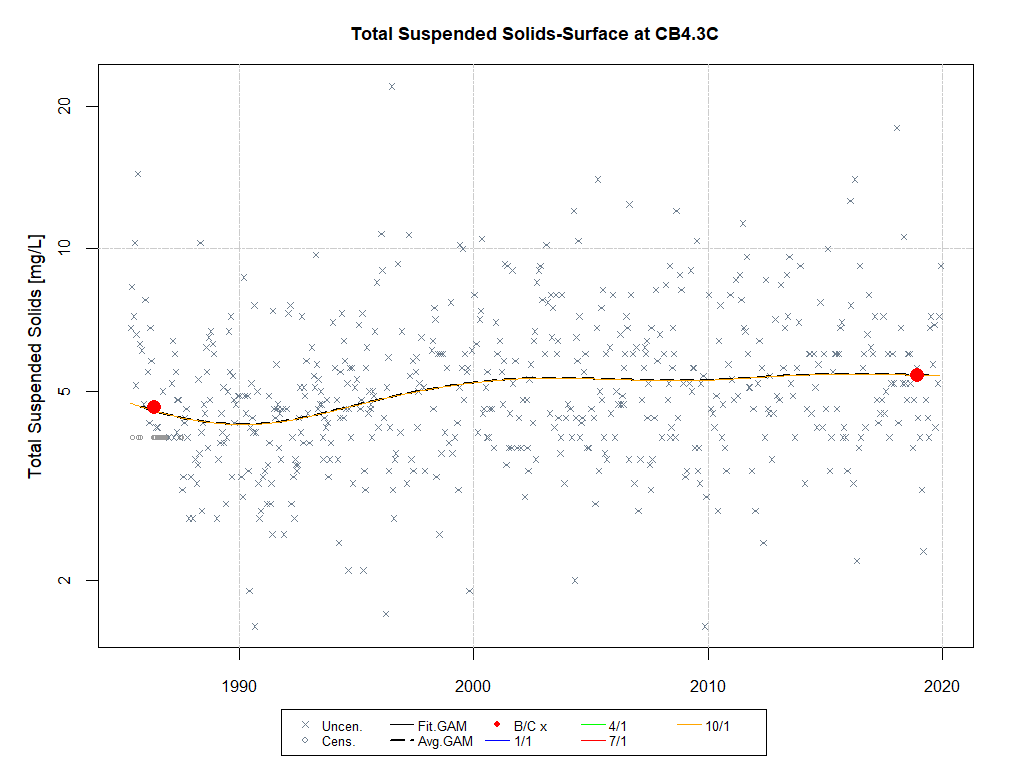 Total Suspended Solids-Surface at CB4.3C
Total Suspended Solids [mg/L]
20
10
5
2
1990 2000 2010 2020
Uncen. Fit.GAM B/C x 4/1 10/1
Cens. Avg.GAM 1/1 7/1